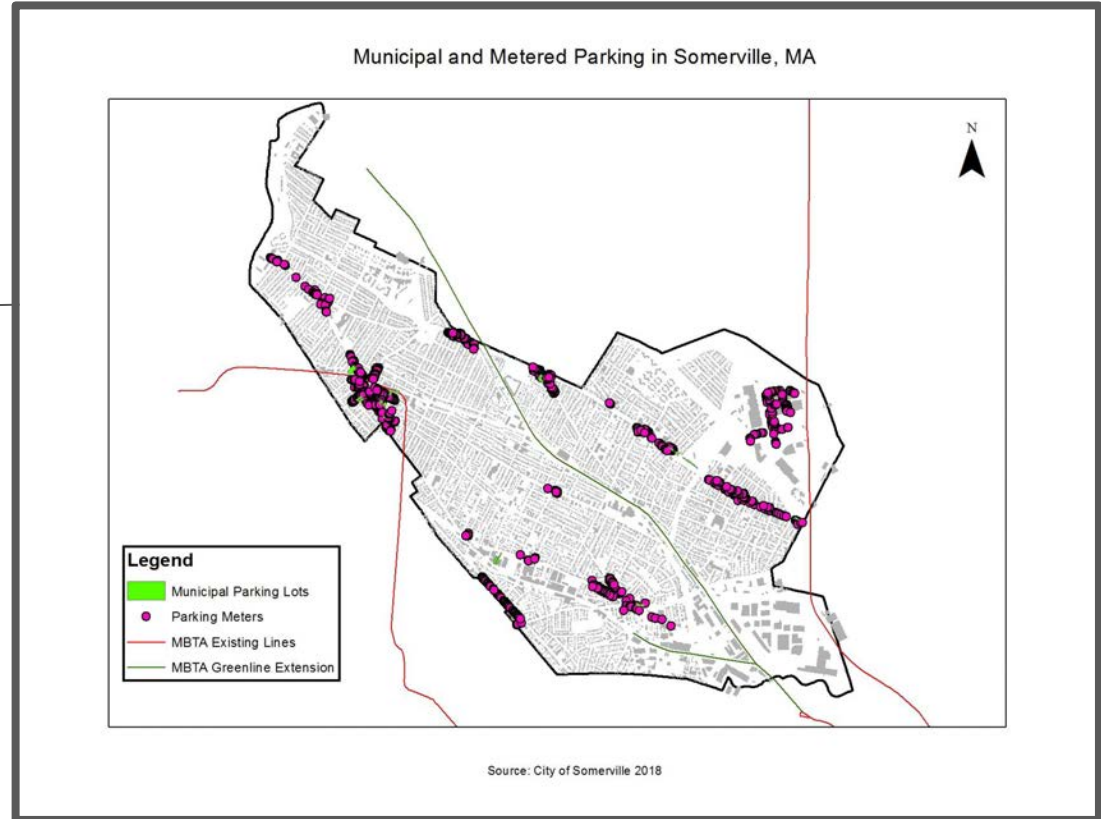 Municipal and Metered Parking in Somerville, MA
N
Legend
Municipal Parking Lots
Parking Meters
MBTA Existing Lines
MBTA Greenline Extension
Source: City of Somerville 2018